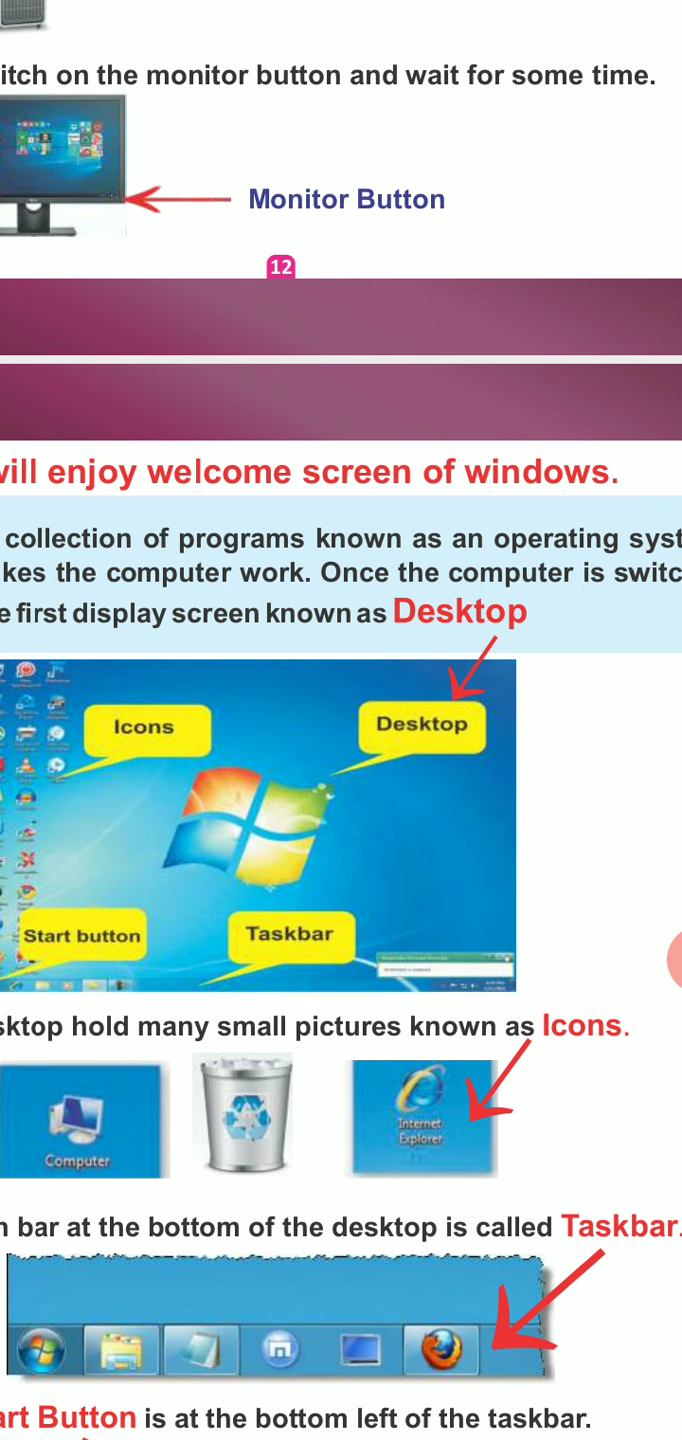 itch on the monitor button and wait for some time.
Monitor Button
12
will enjoy welcome screen of windows.
collection of programs known as an operating syst
kes the computer work. Once the computer is switc
e first display screen known as Desktop
Icons
Desktop
Start button
Taskbar
sktop hold many small pictures known as Icons.
Computer
Internet
Explorer
n bar at the bottom of the desktop is called Taskbar.
art Button is at the bottom left of the taskbar.